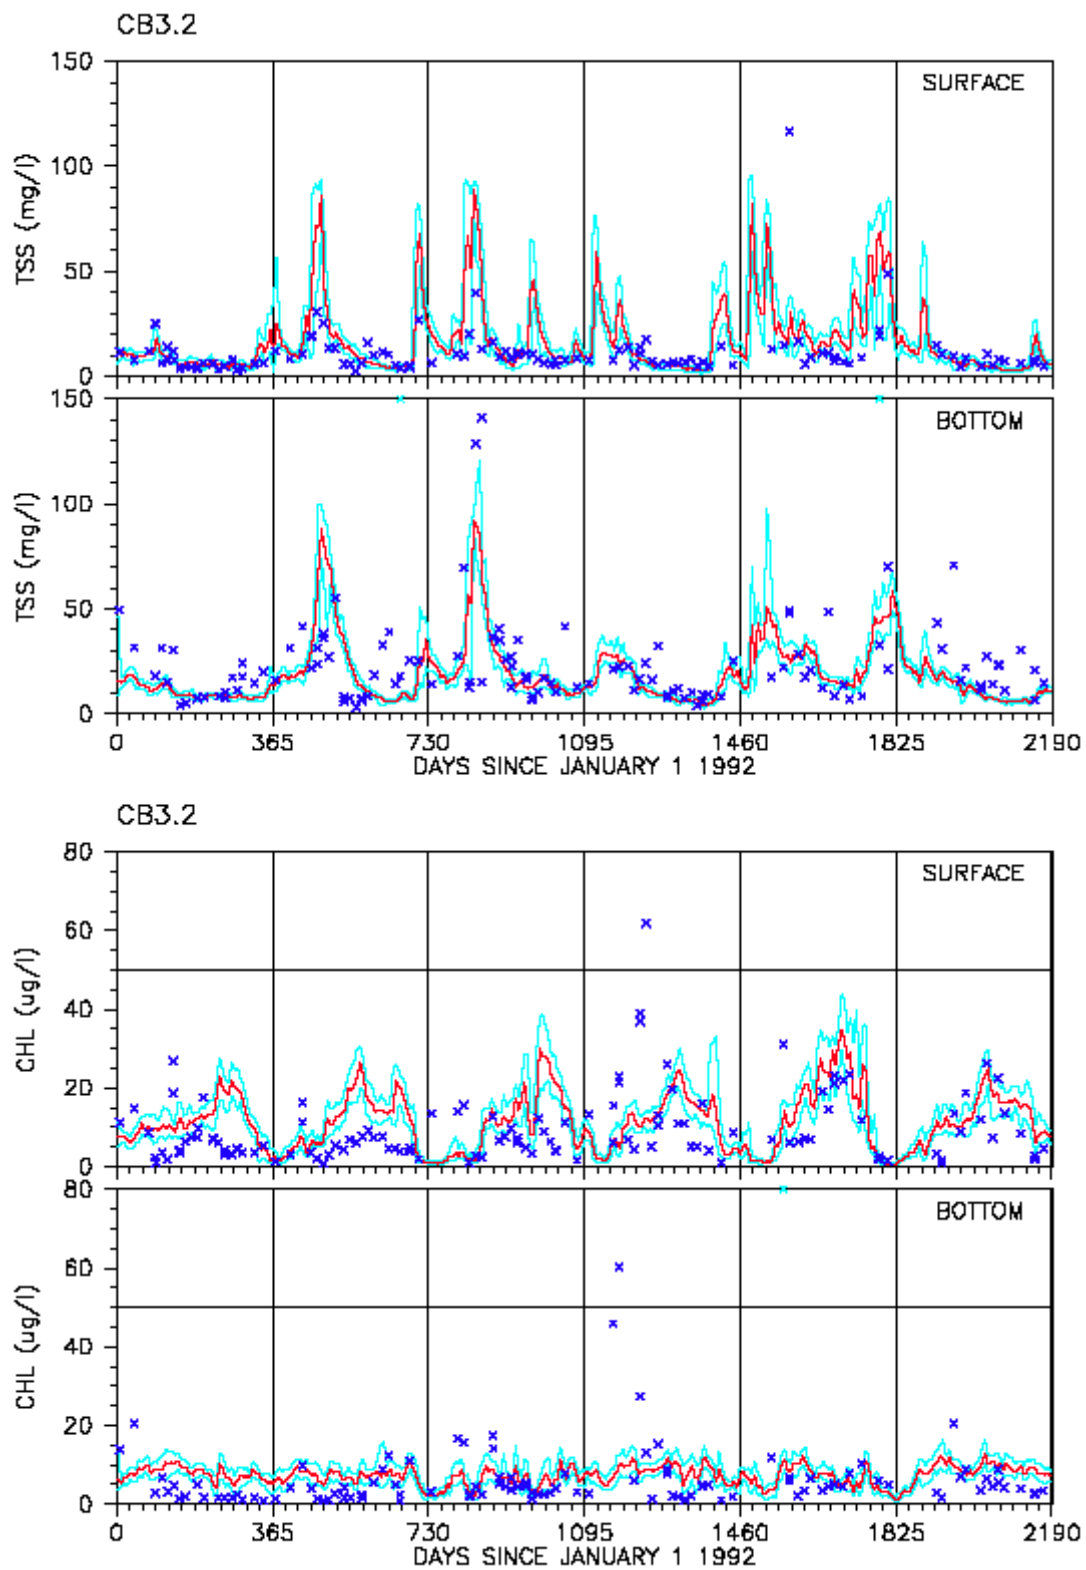 CB3.2
150
SURFACE
100
TSS (mg/l)
50
0
150
BOTTOM
100
TSS (mg/l)
50
0
0 365 730 1095 1460 1825 2190
DAYS SINCE JANUARY 1 1992
CB3.2
80
SURFACE
60
CHL (ug/l)
40
20
0
80
BOTTOM
60
CHL (ug/l)
40
20
0
0 365 730 1095 1460 1825 2190
DAYS SINCE JANUARY 1 1992